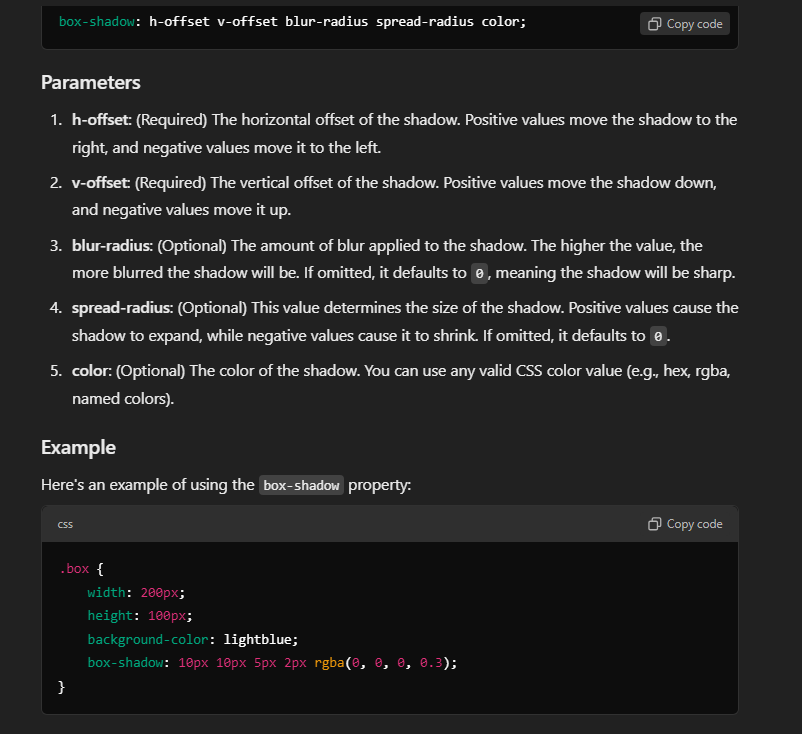 box-shadow: h-offset v-offset blur-radius spread-radius color;
Copy code
Parameters
1. h-offset: (Required) The horizontal offset of the shadow. Positive values move the shadow to the
right, and negative values move it to the left.
2. v-offset: (Required) The vertical offset of the shadow. Positive values move the shadow down,
and negative values move it up.
3. blur-radius: (Optional) The amount of blur applied to the shadow. The higher the value, the
more blurred the shadow will be. If omitted, it defaults to 0, meaning the shadow will be sharp.
4. spread-radius: (Optional) This value determines the size of the shadow. Positive values cause the
shadow to expand, while negative values cause it to shrink. If omitted, it defaults to 0.
5. color: (Optional) The color of the shadow. You can use any valid CSS color value (e.g., hex, rgba,
named colors).
Example
Here's an example of using the box-shadow property:
css
Copy code
.box {
    width: 200px;
    height: 100px;
    background-color: lightblue;
    box-shadow: 10px 10px 5px 2px rgba(0, 0, 0, 0.3);
}